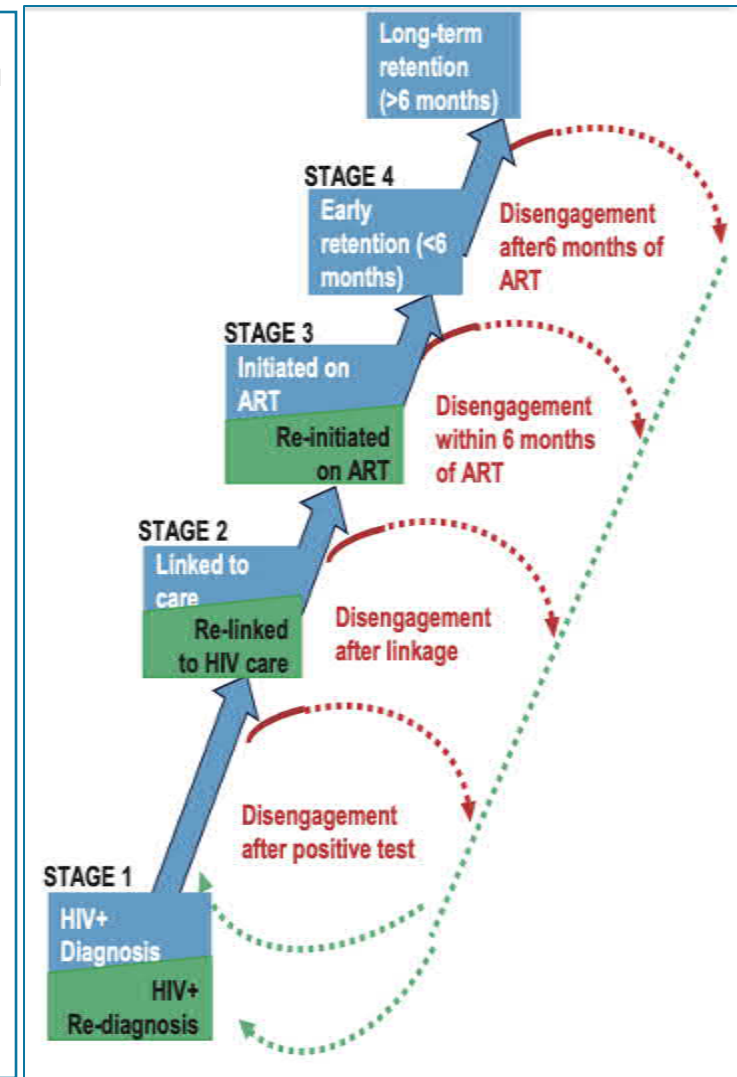 Long-term
retention
(>6 months)
STAGE 4
Early
retention (<6
months)
Disengagement
after6 months of
ART
STAGE 3
Initiated on
ART
Re-initiated
on ART
Disengagement
within 6 months
of ART
STAGE 2
Linked to
care
Re-linked
to HIV care
Disengagement
after linkage
Disengagement
after positive test
STAGE 1
HIV+
Diagnosis
HIV+
Re-diagnosis